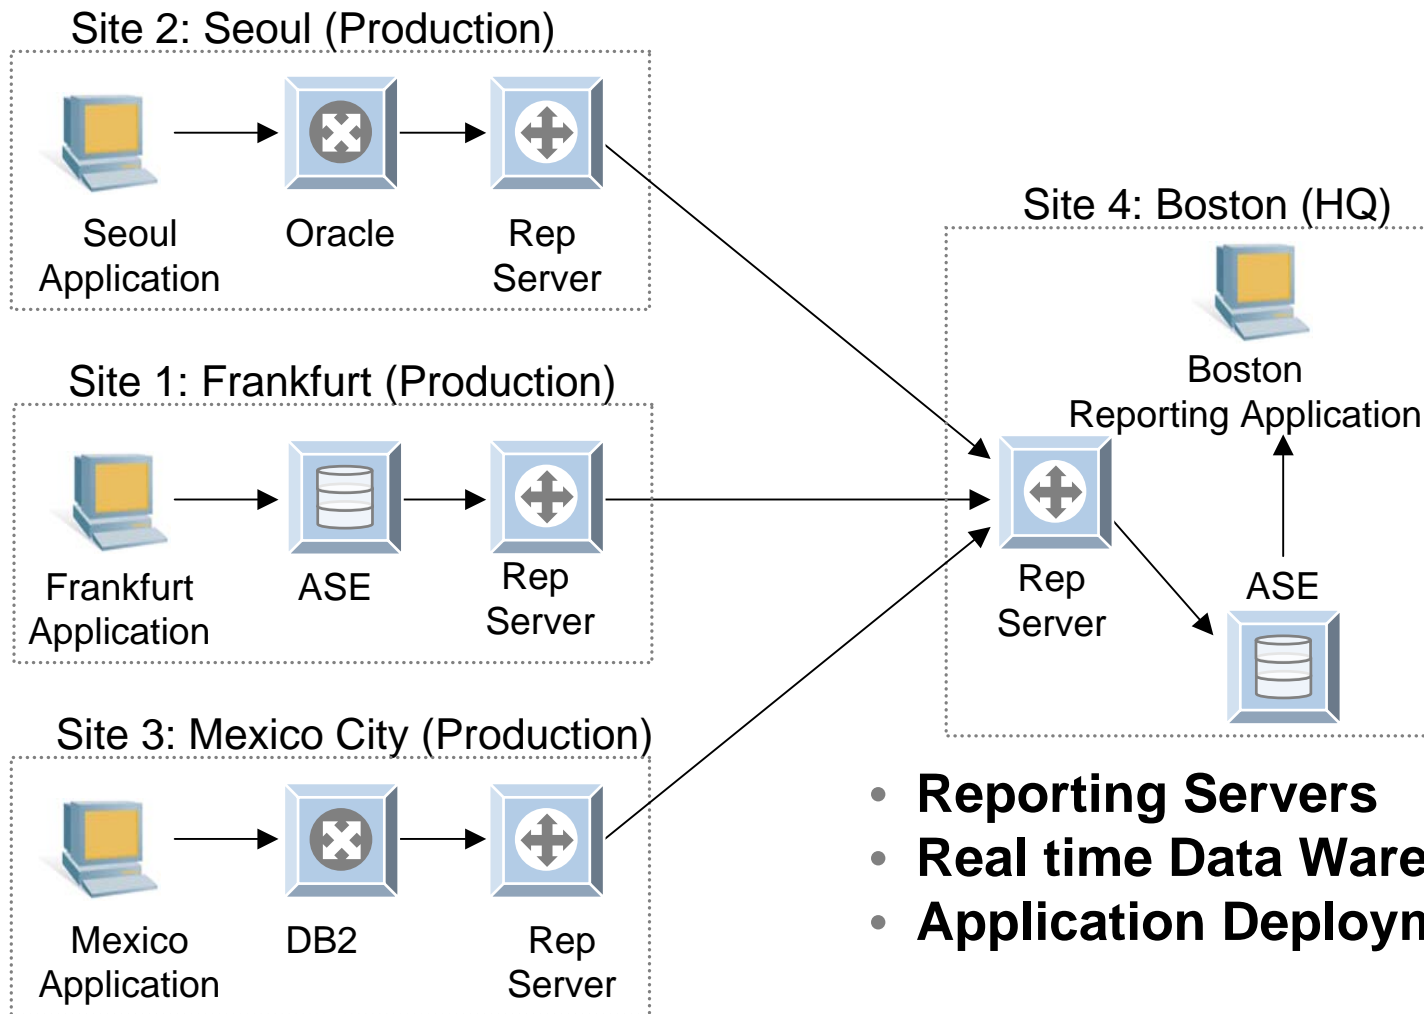 Site 2: Seoul (Production)
Seoul
Application
Oracle
Rep
Server
Site 1: Frankfurt (Production)
Frankfurt
Application
ASE
Rep
Server
Site 3: Mexico City (Production)
Mexico
Application
DB2
Rep
Server
Site 4: Boston (HQ)
Boston
Reporting Application
Rep
Server
ASE
• Reporting Servers
• Real time Data Ware
• Application Deploy